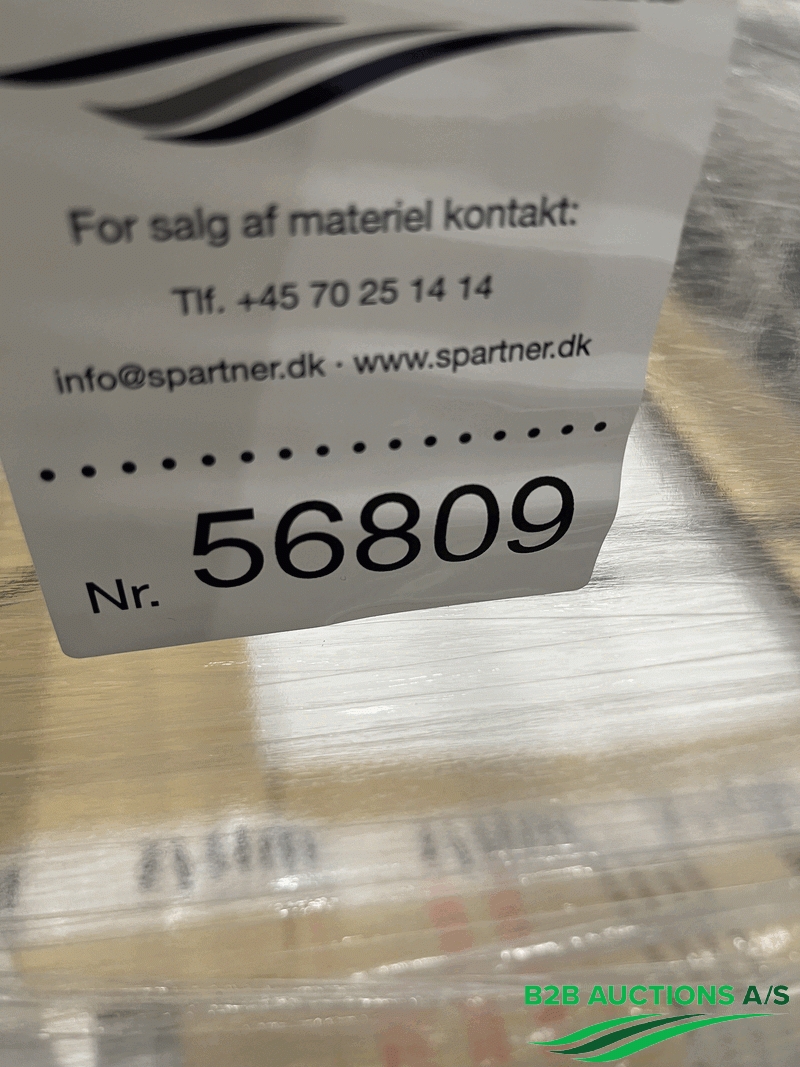 For salg af materiel kontakt:
Tlf. +45 70 25 14 14
info@spartner.dk · www.spartner.dk
Nr. 56809
B2B AUCTIONS A/S